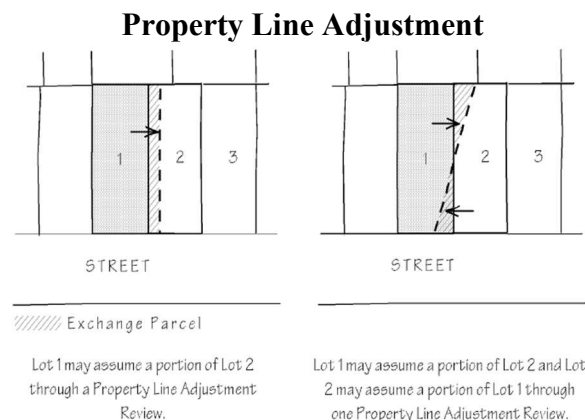 Property Line Adjustment
1 2 3
1 2 3
STREET
STREET
Exchange Parcel
Lot 1 may assume a portion of Lot 2
through a Property Line Adjustment
Review.
Lot 1 may assume a portion of Lot 2 and Lot
2 may assume a portion of Lot 1 through
one Property Line Adjustment Review.